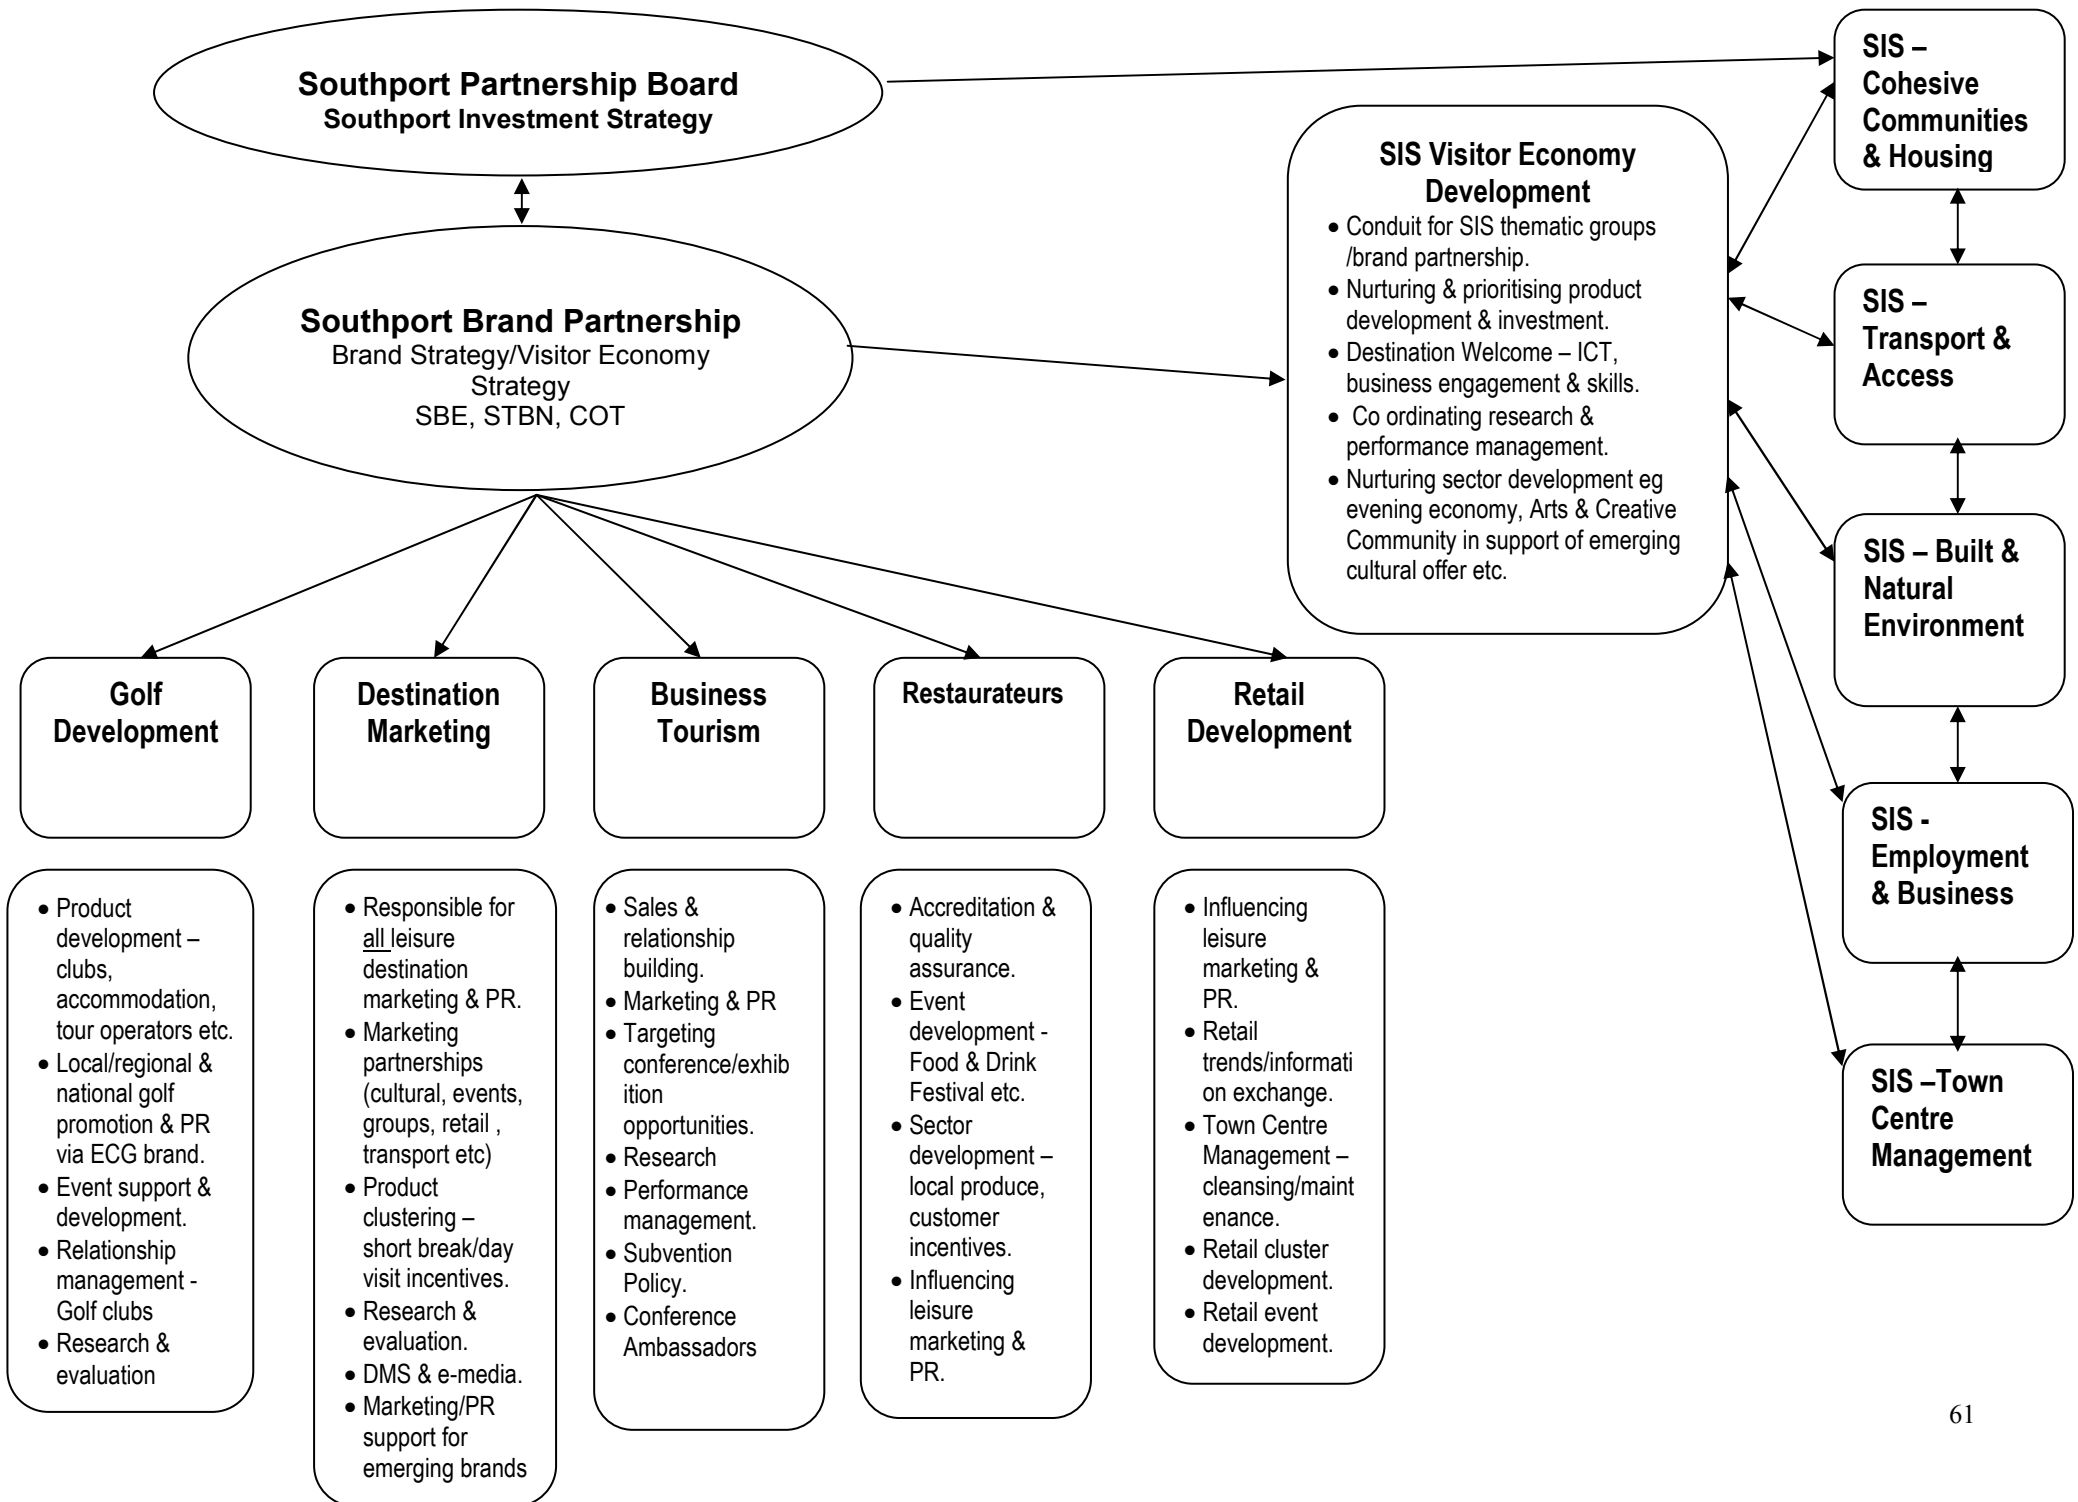 Southport Partnership Board
Southport Investment Strategy
Southport Brand Partnership
Brand Strategy/Visitor Economy
Strategy
SBE, STBN, COT
SIS Visitor Economy
Development
• Conduit for SIS thematic groups
/brand partnership.
• Nurturing & prioritising product
development & investment.
• Destination Welcome – ICT,
business engagement & skills.
• Co ordinating research &
performance management.
• Nurturing sector development eg
evening economy, Arts & Creative
Community in support of emerging
cultural offer etc.
SIS –
Cohesive
Communities
& Housing
SIS –
Transport &
Access
SIS – Built &
Natural
Environment
SIS -
Employment
& Business
SIS –Town
Centre
Management
Golf
Development
Destination
Marketing
Business
Tourism
Restaurateurs
Retail
Development
• Product
development –
clubs,
accommodation,
tour operators etc.
• Local/regional &
national golf
promotion & PR
via ECG brand.
• Event support &
development.
• Relationship
management -
Golf clubs
• Research &
evaluation
• Responsible for
all leisure
destination
marketing & PR.
• Marketing
partnerships
(cultural, events,
groups, retail ,
transport etc)
• Product
clustering –
short break/day
visit incentives.
• Research &
evaluation.
• DMS & e-media.
• Marketing/PR
support for
emerging brands
• Sales &
relationship
building.
• Marketing & PR
• Targeting
conference/exhib
ition
opportunities.
• Research
• Performance
management.
• Subvention
Policy.
• Conference
Ambassadors
• Accreditation &
quality
assurance.
• Event
development -
Food & Drink
Festival etc.
• Sector
development –
local produce,
customer
incentives.
• Influencing
leisure
marketing &
PR.
• Influencing
leisure
marketing &
PR.
• Retail
trends/informati
on exchange.
• Town Centre
Management –
cleansing/maint
enance.
• Retail cluster
development.
• Retail event
development.
61